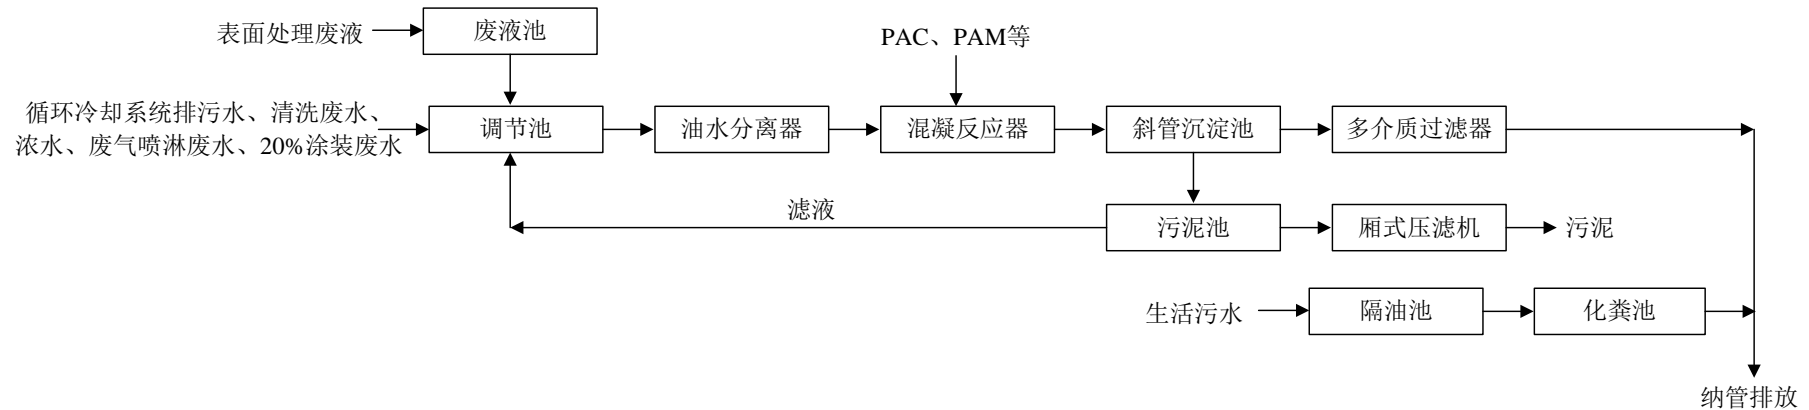 表面处理废液
废液池
PAC、PAM等
循环冷却系统排污水、清洗废水、
浓水、废气喷淋废水、20%涂装废水
调节池
油水分离器
混凝反应器
斜管沉淀池
多介质过滤器
滤液
污泥池
厢式压滤机
污泥
生活污水
隔油池
化粪池
纳管排放